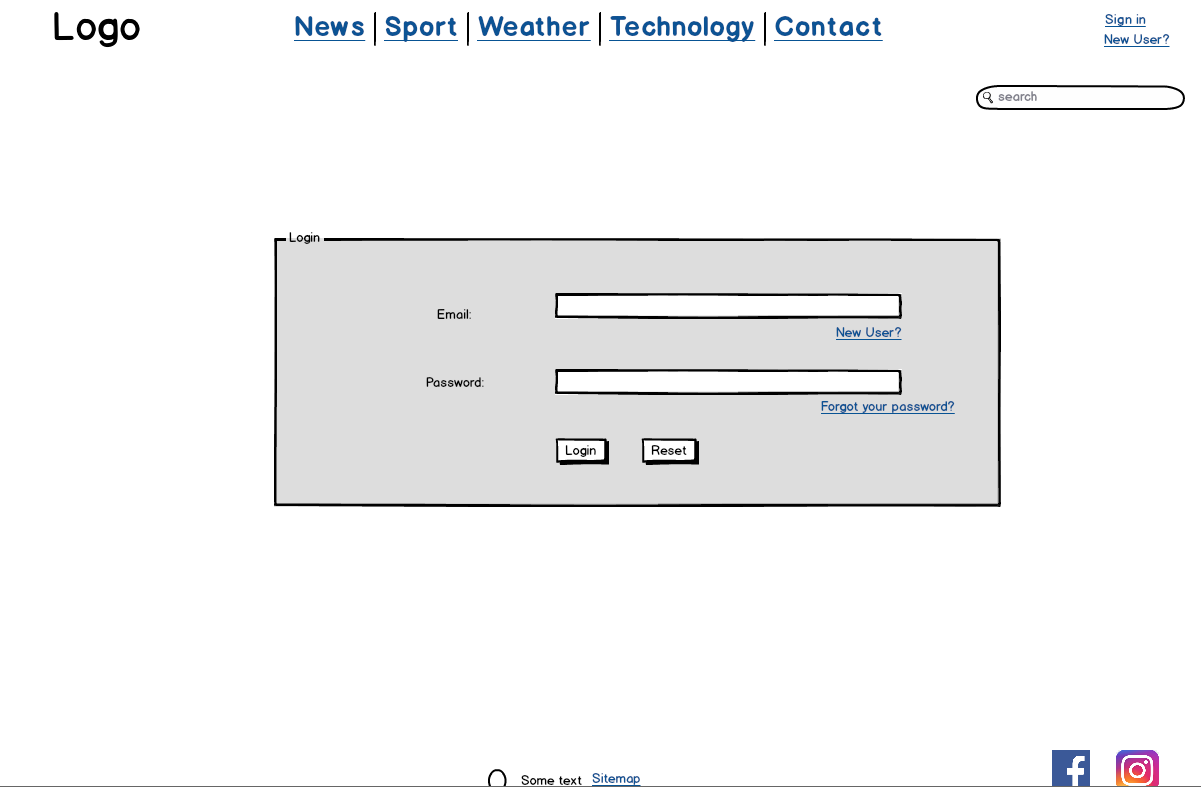 Logo
News | Sport | Weather | Technology | Contact
Sign in
New User?
search
Login
Email:
New User?
Password:
Forgot your password?
Login Reset
Some text Sitemap